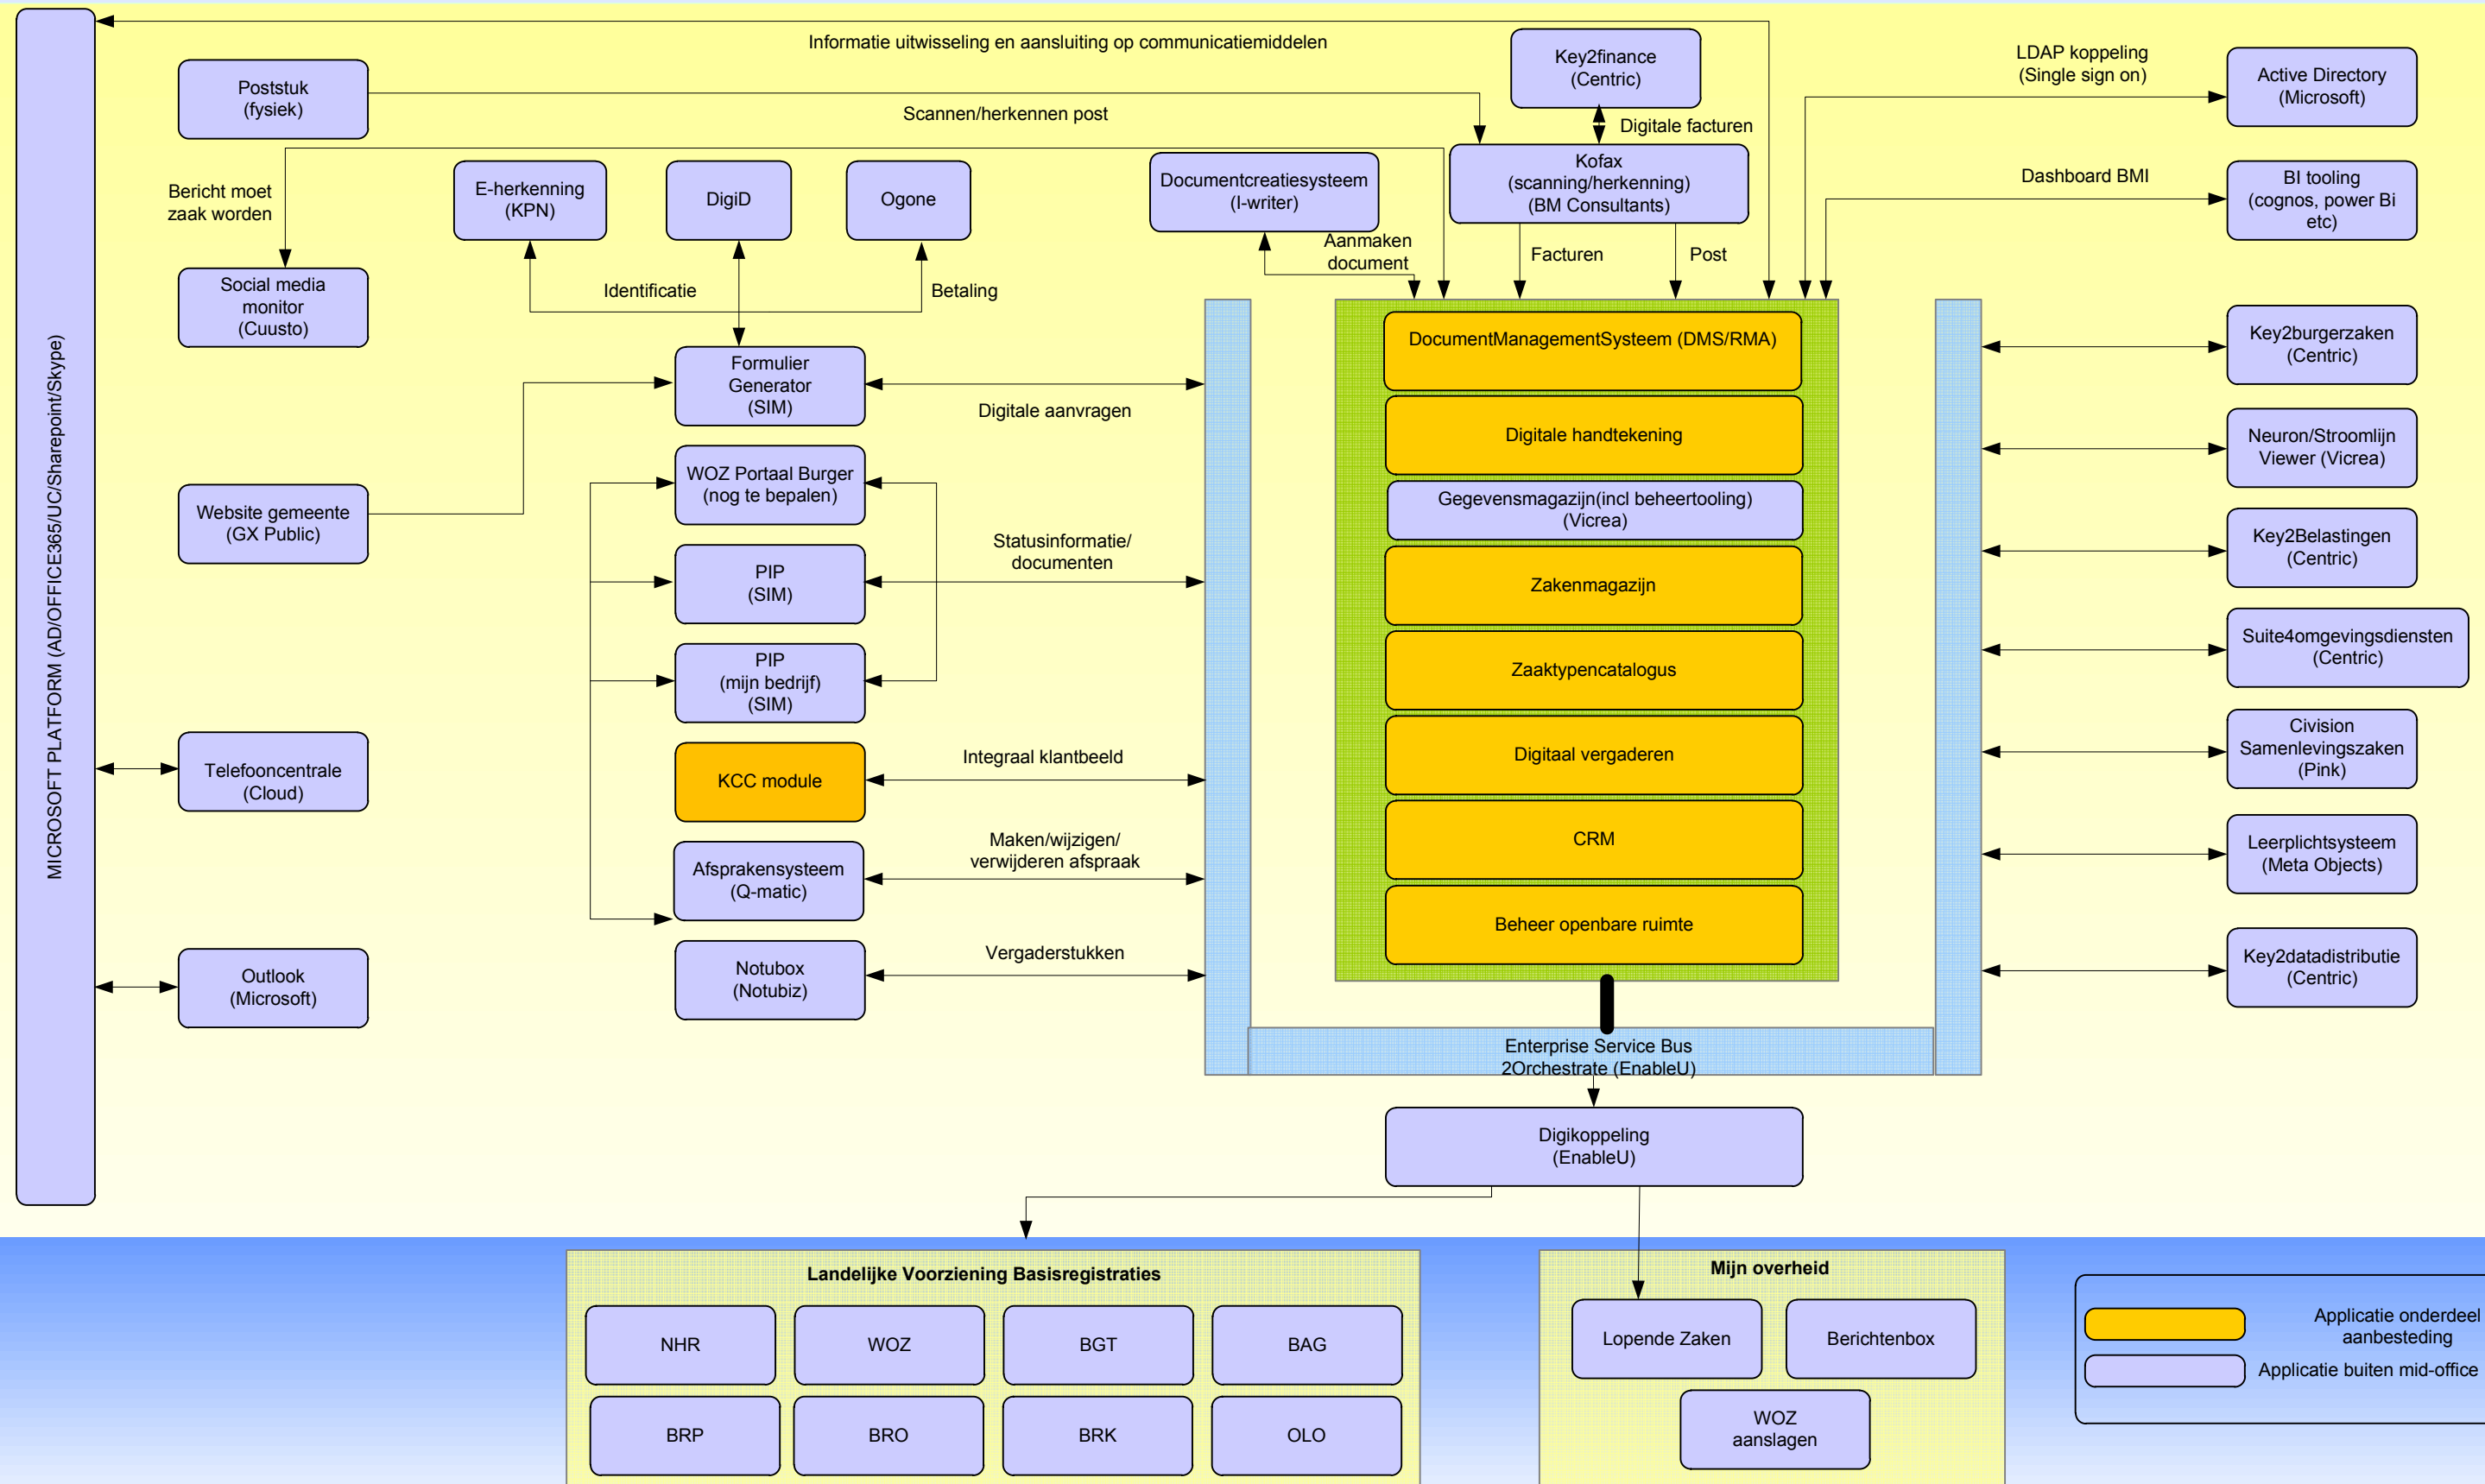 MICROSOFT PLATFORM (AD/OFFICE365/UC/Sharepoint/Skype)
Informatie uitwisseling en aansluiting op communicatiemiddelen
Poststuk
(fysiek)
Scannen/herkennen post
Key2finance
(Centric)
Digitale facturen
LDAP koppeling
(Single sign on)
Active Directory
(Microsoft)
Bericht moet
zaak worden
E-herkenning
(KPN)
DigiD
Ogone
Documentcreatiesysteem
(I-writer)
Kofax
(scanning/herkenning)
(BM Consultants)
Dashboard BMI
BI tooling
(cognos, power Bi
etc)
Aanmaken
document
Facturen
Post
Social media
monitor
(Cuusto)
Identificatie
Betaling
Formulier
Generator
(SIM)
Digitale aanvragen
WOZ Portaal Burger
(nog te bepalen)
Website gemeente
(GX Public)
Statusinformatie/
documenten
PIP
(SIM)
PIP
(mijn bedrijf)
(SIM)
KCC module
Integraal klantbeeld
Telefooncentrale
(Cloud)
Maken/wijzigen/
verwijderen afspraak
Afsprakensysteem
(Q-matic)
Notubox
(Notubiz)
Vergaderstukken
Outlook
(Microsoft)
DocumentManagementSysteem (DMS/RMA)
Digitale handtekening
Gegevensmagazijn(incl beheertooling)
(Vicrea)
Zakenmagazijn
Zaaktypencatalogus
Digitaal vergaderen
CRM
Beheer openbare ruimte
Key2burgerzaken
(Centric)
Neuron/Stroomlijn
Viewer (Vicrea)
Key2Belastingen
(Centric)
Suite4omgevingsdiensten
(Centric)
Civision
Samenlevingszaken
(Pink)
Leerplichtsysteem
(Meta Objects)
Key2datadistributie
(Centric)
Enterprise Service Bus
2Orchestrate (EnableU)
Digikoppeling
(EnableU)
Landelijke Voorziening Basisregistraties
NHR
WOZ
BGT
BAG
BRP
BRO
BRK
OLO
Mijn overheid
Lopende Zaken
Berichtenbox
WOZ
aanslagen
Applicatie onderdeel
aanbesteding
Applicatie buiten mid-office